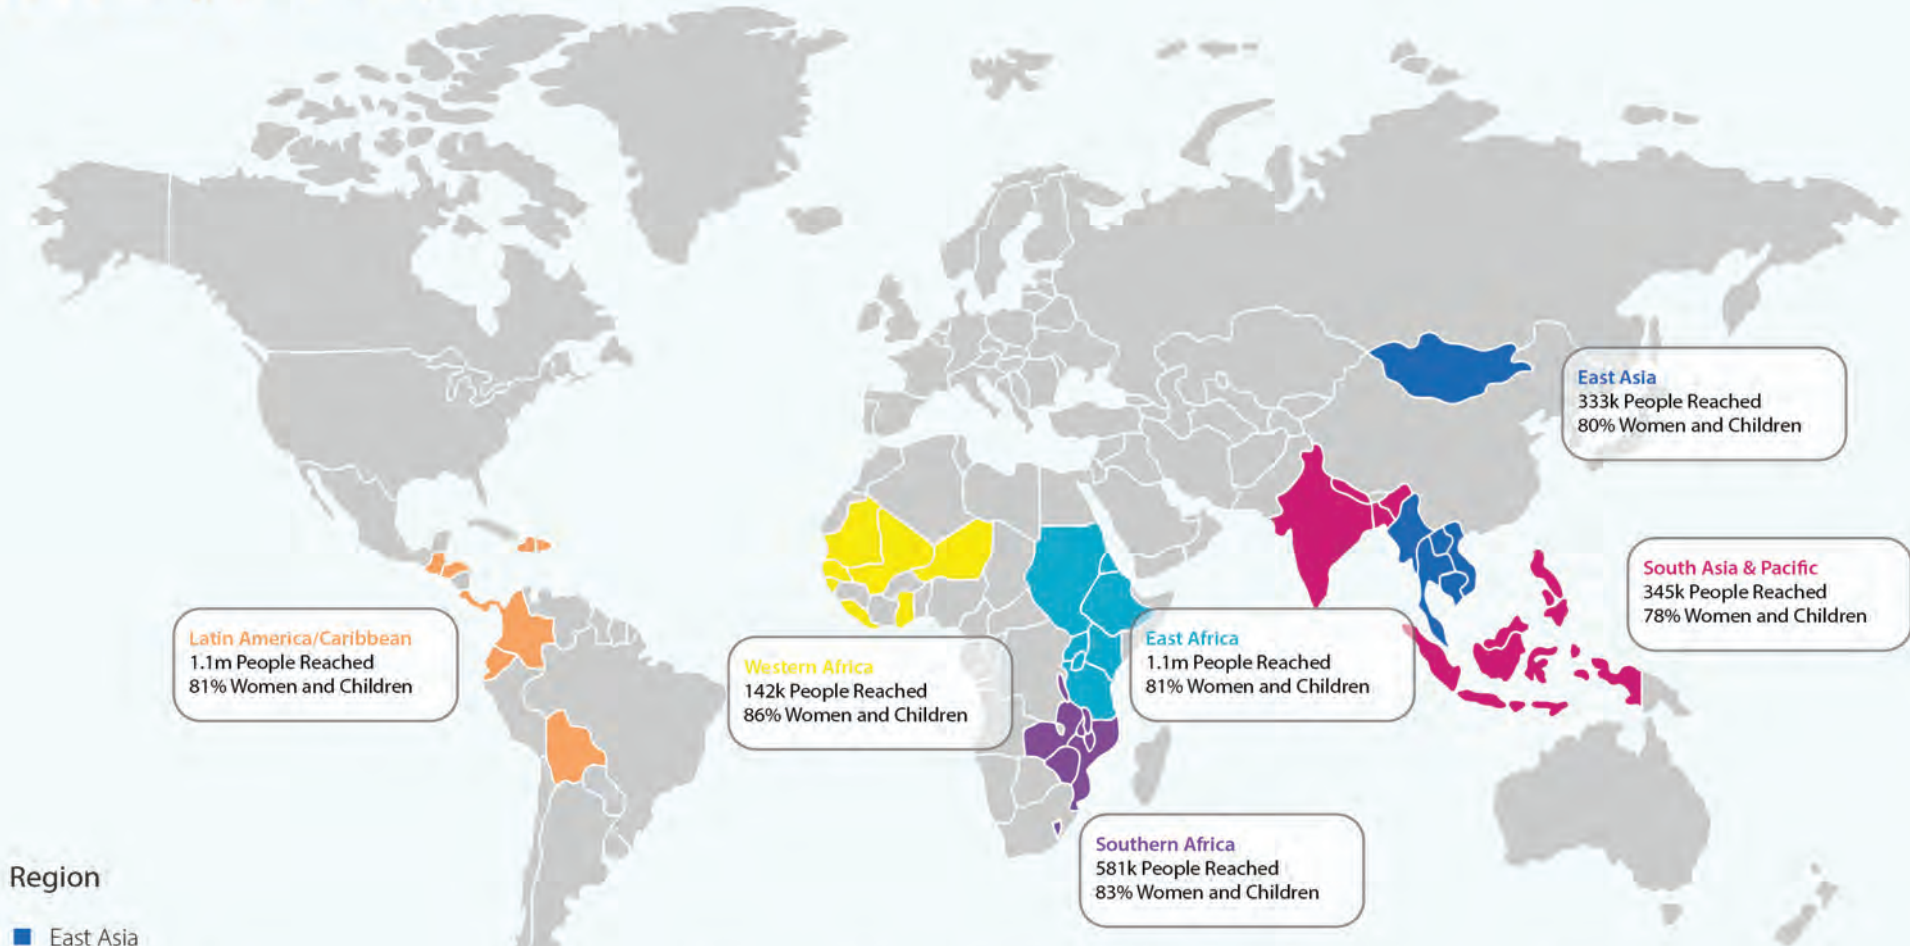 East Asia
333k People Reached
80% Women and Children
South Asia & Pacific
345k People Reached
78% Women and Children
Latin America/Caribbean
1.1m People Reached
81% Women and Children
Western Africa
142k People Reached
86% Women and Children
East Africa
1.1m People Reached
81% Women and Children
Southern Africa
581k People Reached
83% Women and Children
Region
East Asia